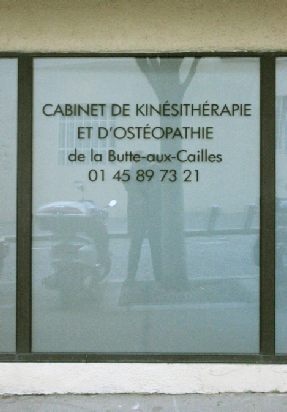 CABINET DE KINÉSITHÉRAPIE
ET D'OSTÉOPATHIE
de la Butte-aux-Cailles
01 45 89 73 21